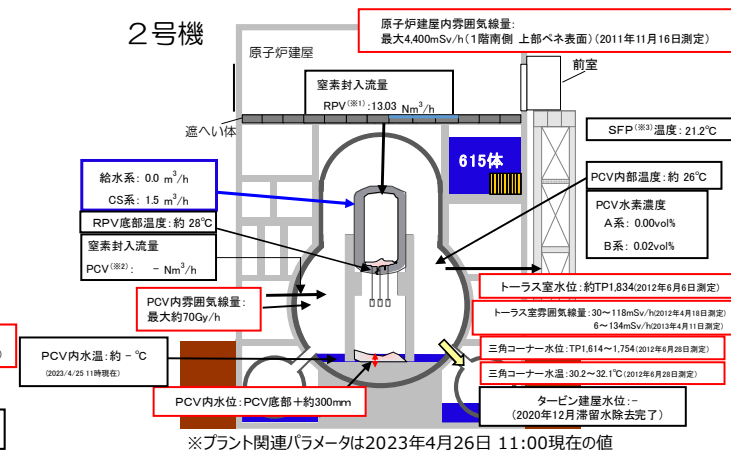 2号機
原子炉建屋内雰囲気線量:
最大4,400mSv/h(1階南側 上部ペネ表面)(2011年11月16日測定)
原子炉建屋
前室
窒素封入流量
RPV(※1):13.03 Nm3/h
遮へい体
SFP(※3)温度:21.2℃
615体
給水系:0.0 m3/h
CS系:1.5 m3/h
PCV内部温度:約 26℃
RPV底部温度:約 28℃
PCV水素濃度
A系:0.00vol%
B系:0.02vol%
窒素封入流量
PCV(※2): - Nm3/h
トーラス室水位:約TP1,834(2012年6月6日測定)
PCV内雰囲気線量:
最大約70Gy/h
トーラス室雰囲気線量:30~118mSv/h(2012年4月18日測定)
6~134mSv/h(2013年4月11日測定)
三角コーナー水位:TP1,614~1,754(2012年6月28日測定)
PCV内水温:約 - ℃
(2023/4/25 11時現在)
三角コーナー水温:30.2~32.1℃(2012年6月28日測定)
PCV内水位:PCV底部+約300mm
タービン建屋水位:-
(2020年12月滞留水除去完了)
※プラント関連パラメータは2023年4月26日 11:00現在の値
)